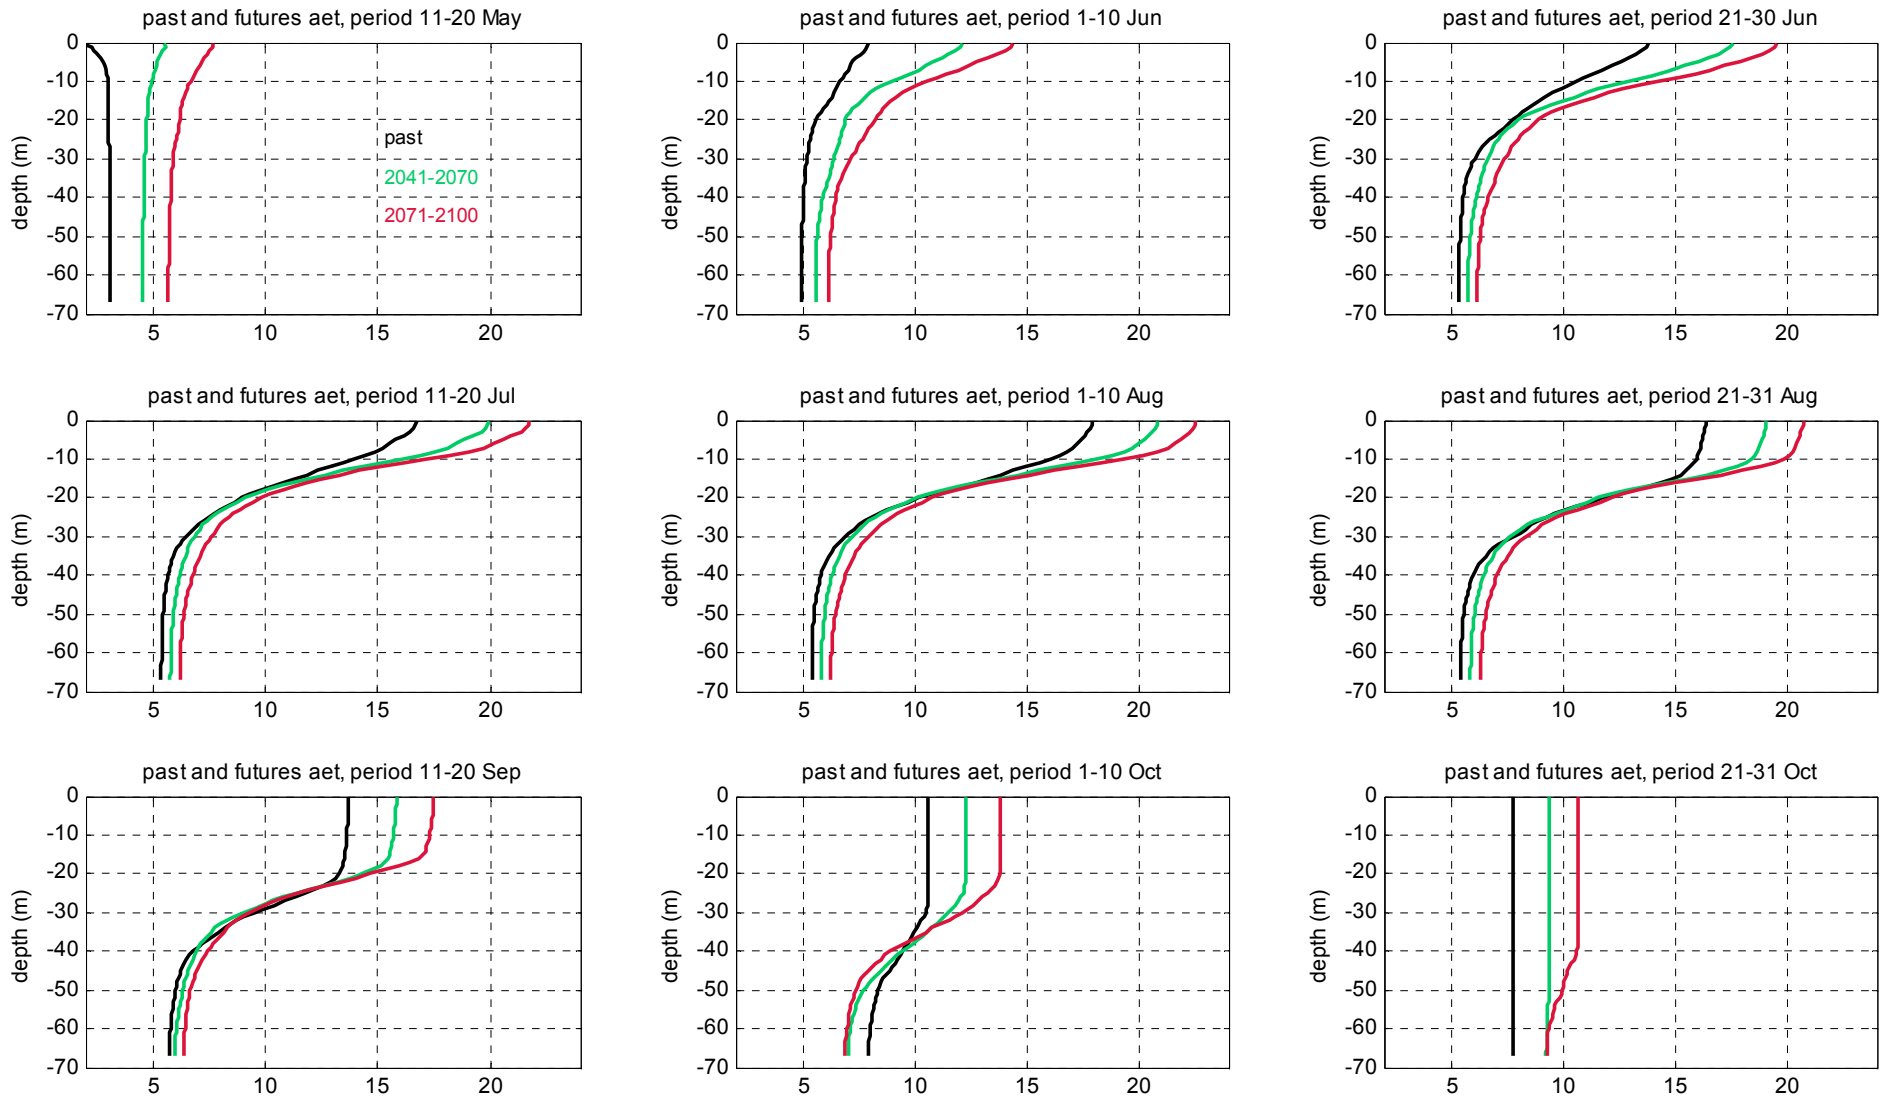 past and futures aet, period 11-20 May
0
-10
-20
-30
-40
-50
-60
-70
depth (m)
past
2041-2070
2071-2100
5 10 15 20
past and futures aet, period 1-10 Jun
0
-10
-20
-30
-40
-50
-60
-70
depth (m)
5 10 15 20
past and futures aet, period 21-30 Jun
0
-10
-20
-30
-40
-50
-60
-70
depth (m)
5 10 15 20
past and futures aet, period 11-20 Jul
0
-10
-20
-30
-40
-50
-60
-70
depth (m)
5 10 15 20
past and futures aet, period 1-10 Aug
0
-10
-20
-30
-40
-50
-60
-70
depth (m)
5 10 15 20
past and futures aet, period 21-31 Aug
0
-10
-20
-30
-40
-50
-60
-70
depth (m)
5 10 15 20
past and futures aet, period 11-20 Sep
0
-10
-20
-30
-40
-50
-60
-70
depth (m)
5 10 15 20
past and futures aet, period 1-10 Oct
0
-10
-20
-30
-40
-50
-60
-70
depth (m)
5 10 15 20
past and futures aet, period 21-31 Oct
0
-10
-20
-30
-40
-50
-60
-70
depth (m)
5 10 15 20